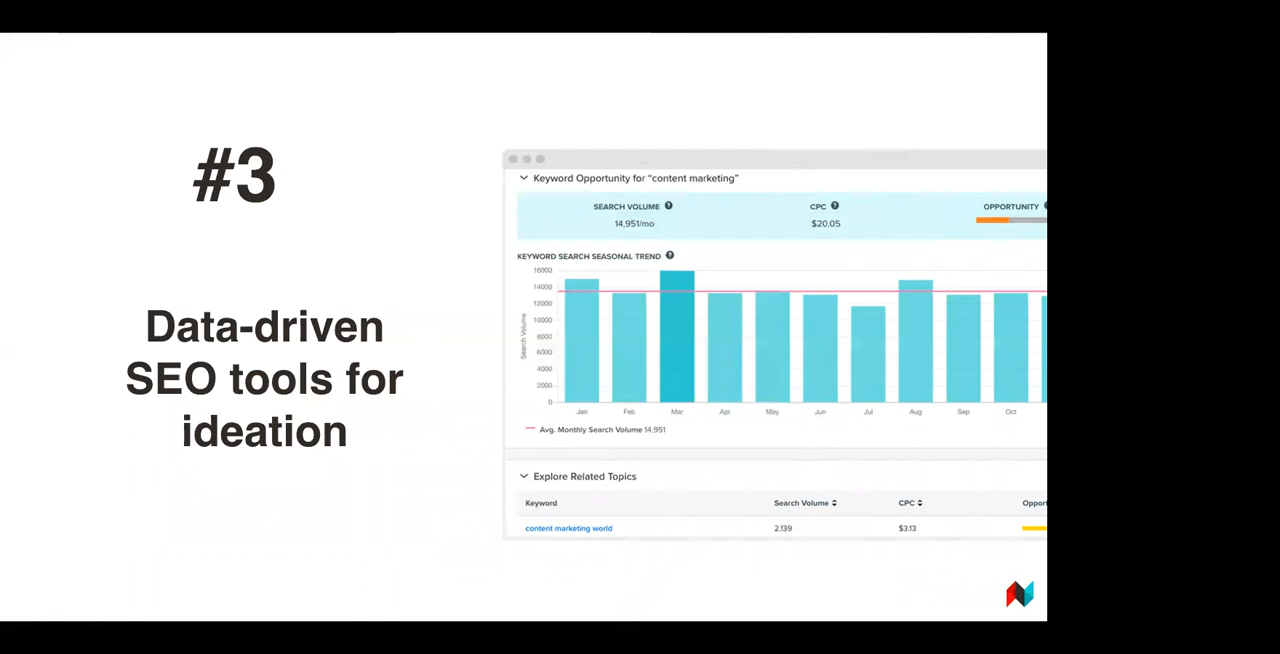 #3
Data-driven
SEO tools for
ideation
Keyword Opportunity for “content marketing”
SEARCH VOLUME ?
14,951/mo
CPC ?
$20.05
OPPORTUNITY
KEYWORD SEARCH SEASONAL TREND ?
Search Volume
16000
14000
12000
10000
8000
6000
4000
2000
0
Jan Feb Mar Apr May Jun Jul Aug Sep Oct
Avg. Monthly Search Volume 14,951
Explore Related Topics
Keyword Search Volume CPC Opport
content marketing world 2,139 $3.13